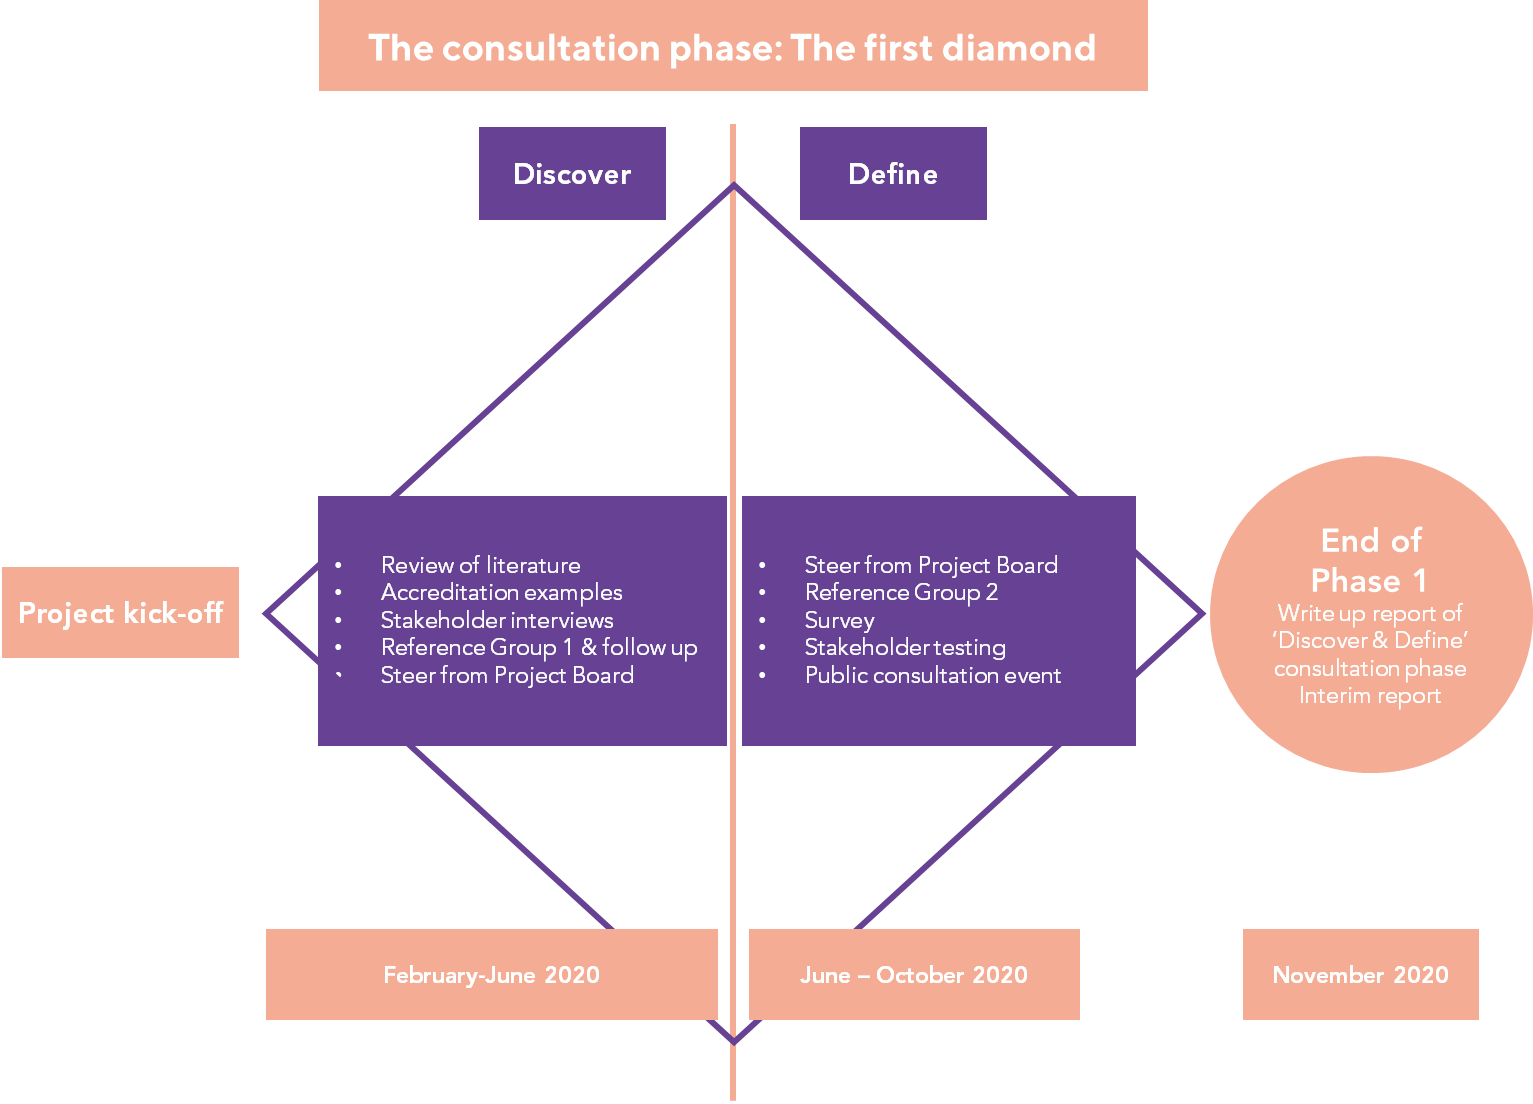 The consultation phase: The first diamond
Discover
Define
Project kick-off
• Review of literature
• Accreditation examples
• Stakeholder interviews
• Reference Group 1 & follow up
• Steer from Project Board
• Steer from Project Board
• Reference Group 2
• Survey
• Stakeholder testing
• Public consultation event
End of
Phase 1
Write up report of
‘Discover & Define’
consultation phase
Interim report
February-June 2020
June – October 2020
November 2020